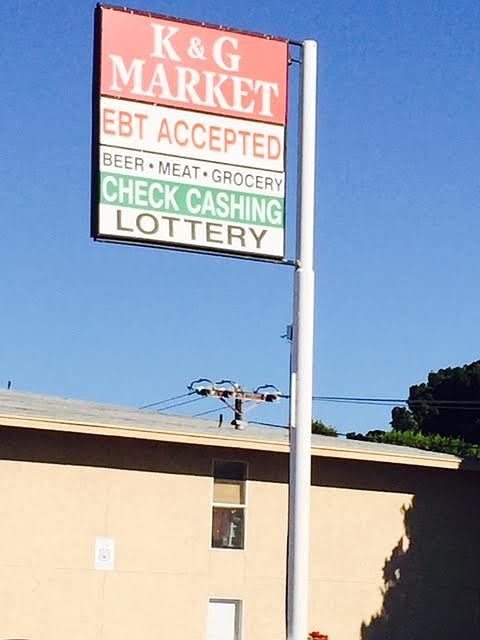 K & G
MARKET
EBT ACCEPTED
BEER • MEAT • GROCERY
CHECK CASHING
LOTTERY